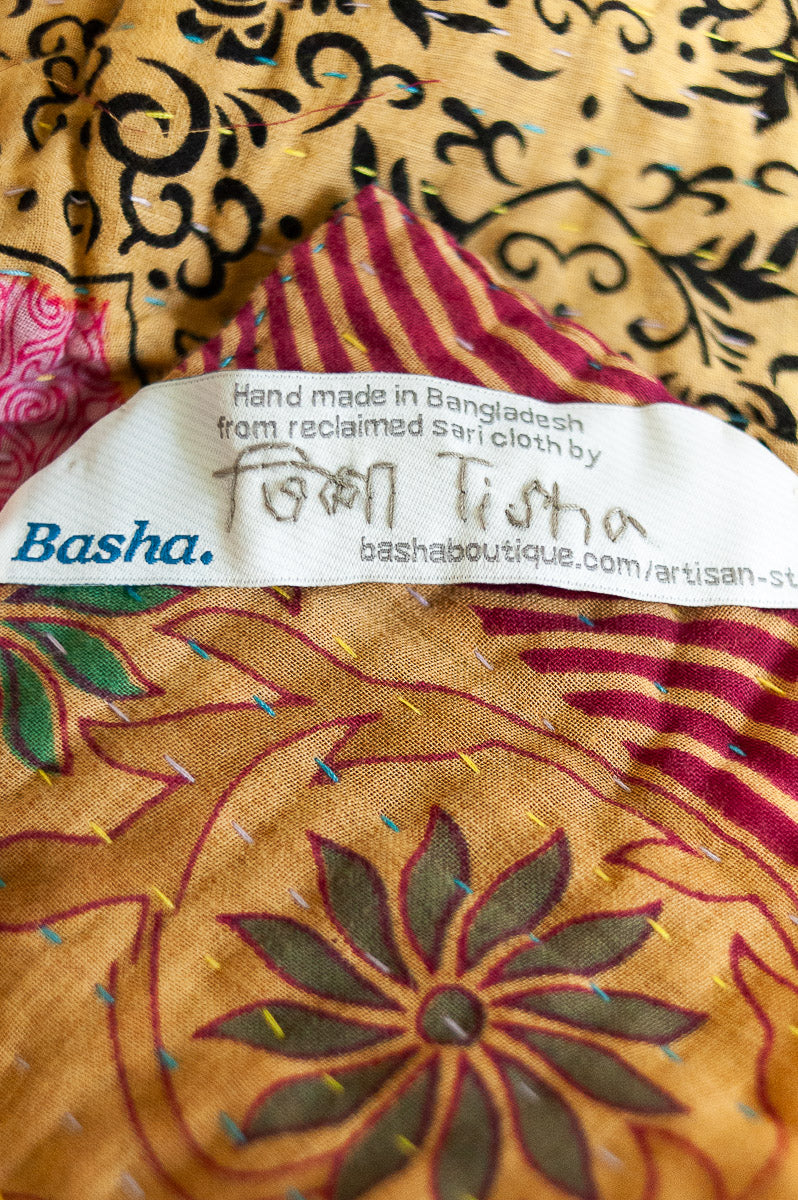 Hand made in Bangladesh
from reclaimed sari cloth by
তিশা Tisha
Basha.
bashaboutique.com/artisan-st